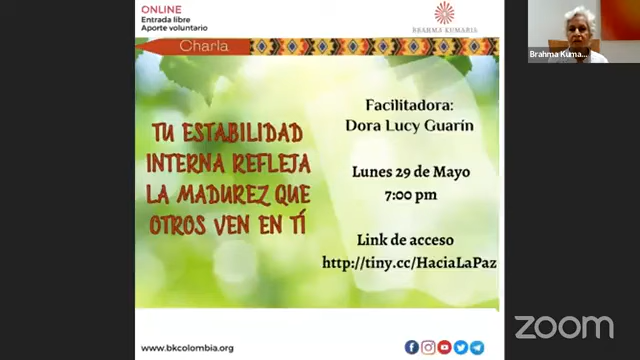 ONLINE
Entrada libre
Aporte voluntario
BRAHMA KUMARIS
Charla
Brahma Kuma...
TU ESTABILIDAD
INTERNA REFLEJA
LA MADUREZ QUE
OTROS VEN EN TÍ
Facilitadora:
Dora Lucy Guarín
Lunes 29 de Mayo
7:00 pm
Link de acceso
http://tiny.cc/HaciaLaPaz
www.bkcolombia.org
zoom